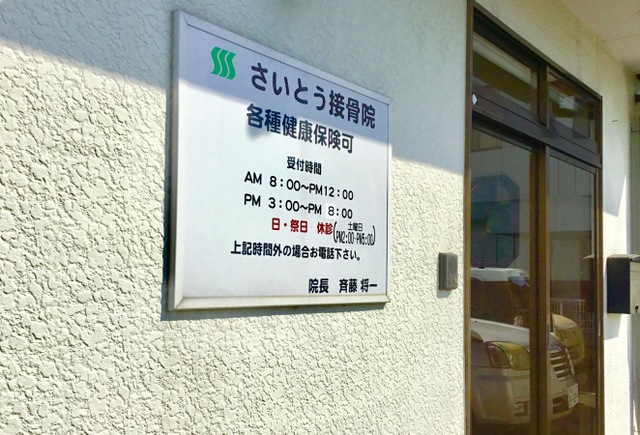 さいとう接骨院
各種健康保険可
受付時間
AM 8:00～PM12:00
PM 3:00～PM 8:00
日・祭日 休診 (土曜日 PM2:00-PM5:00)
上記時間外の場合お電話下さい。
院長 斉藤 将一